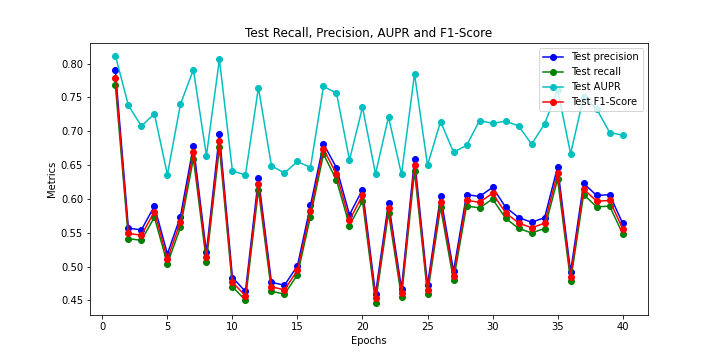 Test Recall, Precision, AUPR and F1-Score
Test precision
Test recall
Test AUPR
Test F1-Score
Metrics
0.80
0.75
0.70
0.65
0.60
0.55
0.50
0.45
0 5 10 15 20 25 30 35 40
Epochs